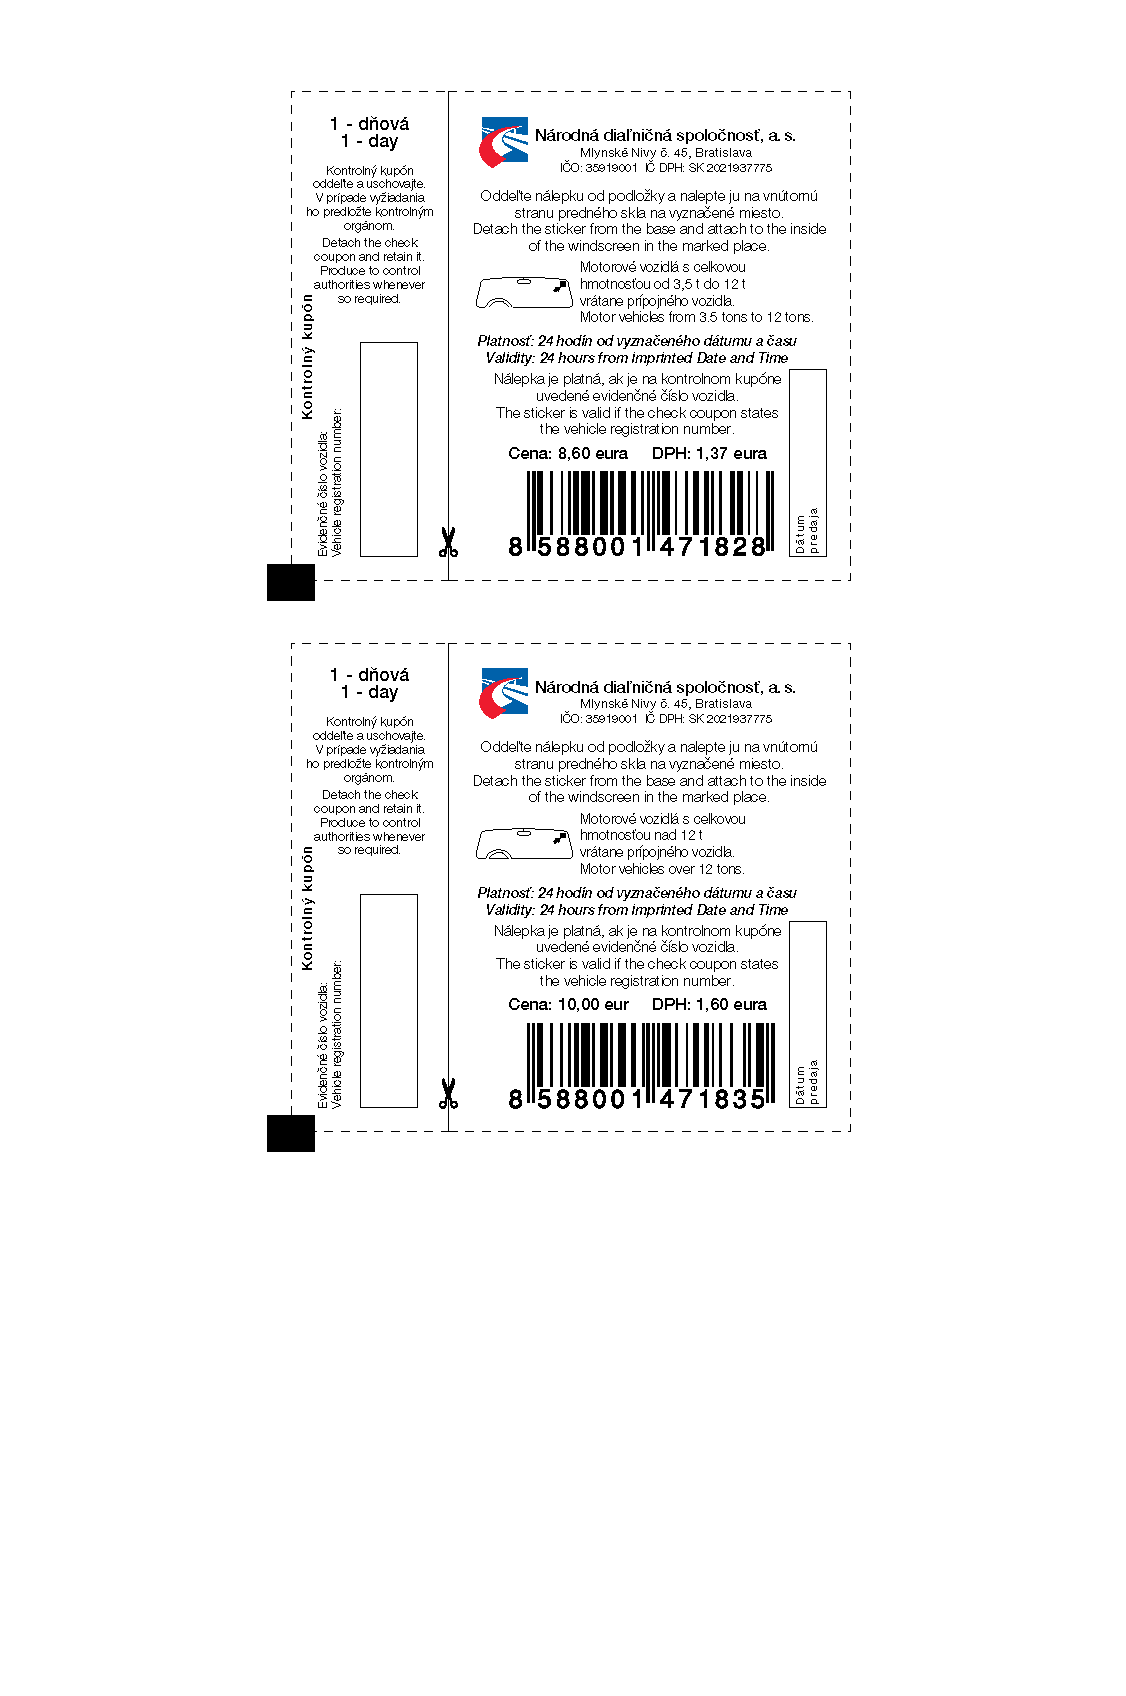 1 - dňová
1 - day
Kontrolný kupón
oddeľte a uschovajte.
V prípade vyžiadania
ho predložte kontrolným
orgánom.
Detach the check
coupon and retain it.
Produce to control
authorities whenever
so required.
Kontrolný kupón
Evidenčné číslo vozidla:
Vehicle registration number:
Národná diaľničná spoločnosť, a. s.
Mlynské Nivy č. 45, Bratislava
IČO: 35919001 IČ DPH: SK 2021937775
Oddeľte nálepku od podložky a nalepte ju na vnútornú
stranu predného skla na vyznačené miesto.
Detach the sticker from the base and attach to the inside
of the windscreen in the marked place.
Motorové vozidlá s celkovou
hmotnosťou od 3,5 t do 12 t
vrátane prípojného vozidla.
Motor vehicles from 3.5 tons to 12 tons.
Platnosť: 24 hodín od vyznačeného dátumu a času
Validity: 24 hours from Imprinted Date and Time
Nálepka je platná, ak je na kontrolnom kupóne
uvedené evidenčné číslo vozidla.
The sticker is valid if the check coupon states
the vehicle registration number.
Cena: 8,60 eura DPH: 1,37 eura
8 588001 471828
Dátum
predaja
1 - dňová
1 - day
Kontrolný kupón
oddeľte a uschovajte.
V prípade vyžiadania
ho predložte kontrolným
orgánom.
Detach the check
coupon and retain it.
Produce to control
authorities whenever
so required.
Kontrolný kupón
Evidenčné číslo vozidla:
Vehicle registration number:
Národná diaľničná spoločnosť, a. s.
Mlynské Nivy č. 45, Bratislava
IČO: 35919001 IČ DPH: SK 2021937775
Oddeľte nálepku od podložky a nalepte ju na vnútornú
stranu predného skla na vyznačené miesto.
Detach the sticker from the base and attach to the inside
of the windscreen in the marked place.
Motorové vozidlá s celkovou
hmotnosťou nad 12 t
vrátane prípojného vozidla.
Motor vehicles over 12 tons.
Platnosť: 24 hodín od vyznačeného dátumu a času
Validity: 24 hours from Imprinted Date and Time
Nálepka je platná, ak je na kontrolnom kupóne
uvedené evidenčné číslo vozidla.
The sticker is valid if the check coupon states
the vehicle registration number.
Cena: 10,00 eur DPH: 1,60 eura
8 588001 471835
Dátum
predaja